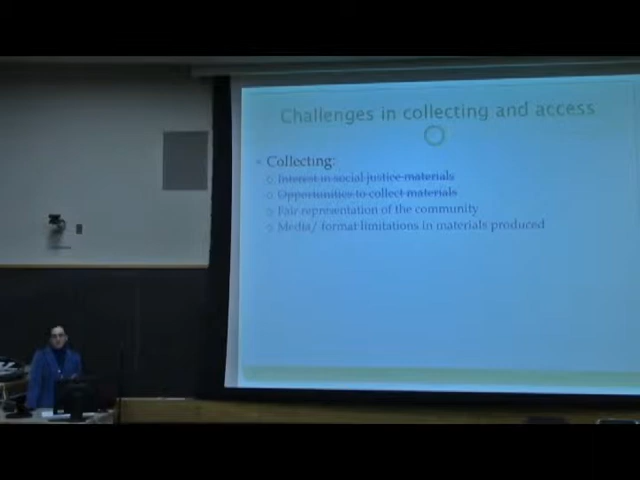 Challenges in collecting and access
Collecting:
Interest in social justice materials
Opportunities to collect materials
Fair representation of the community
Media/ format limitations in materials produced